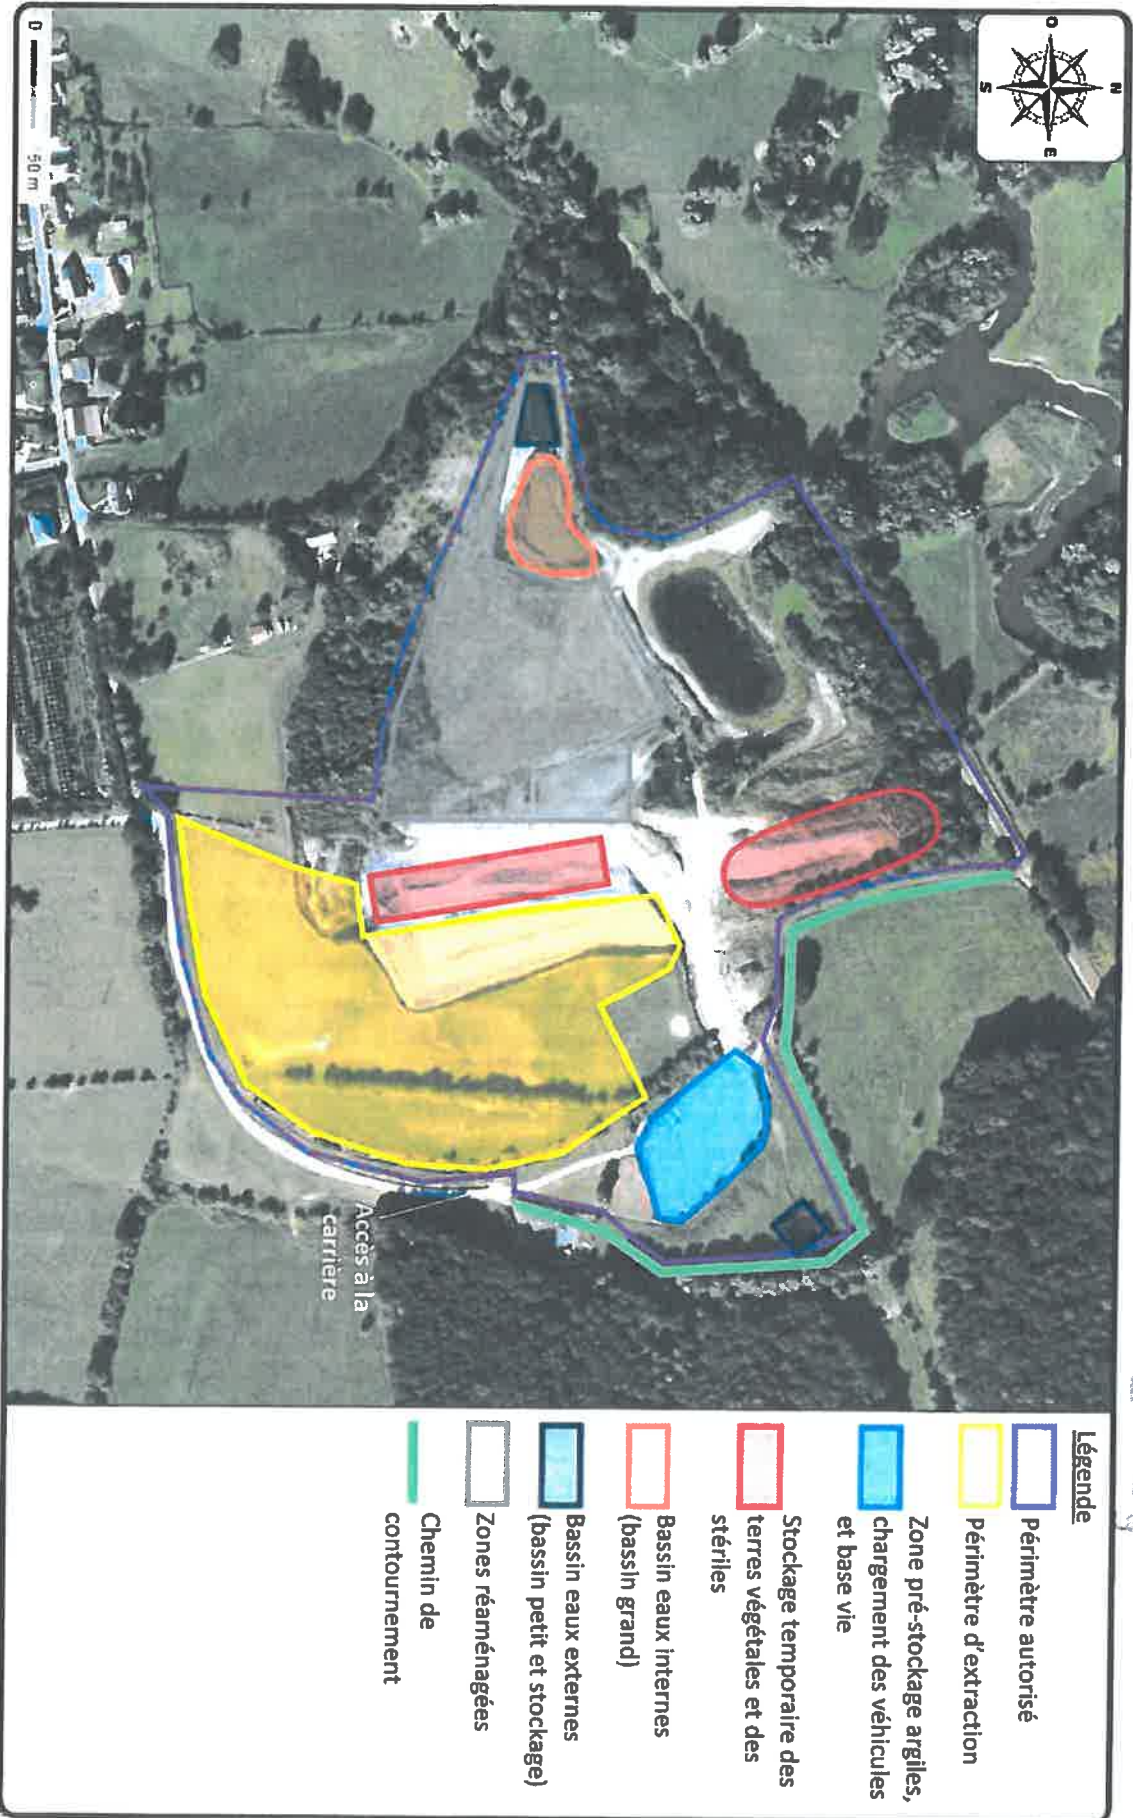 N
O
E
S
0
50 m
Accès à la
carrière
Légende
Périmètre autorisé
Périmètre d'extraction
Zone pré-stockage argiles,
chargement des véhicules
et base vie
Stockage temporaire des
terres végétales et des
stériles
Bassin eaux internes
(bassin grand)
Bassin eaux externes
(bassin petit et stockage)
Zones réaménagées
Chemin de
contournement